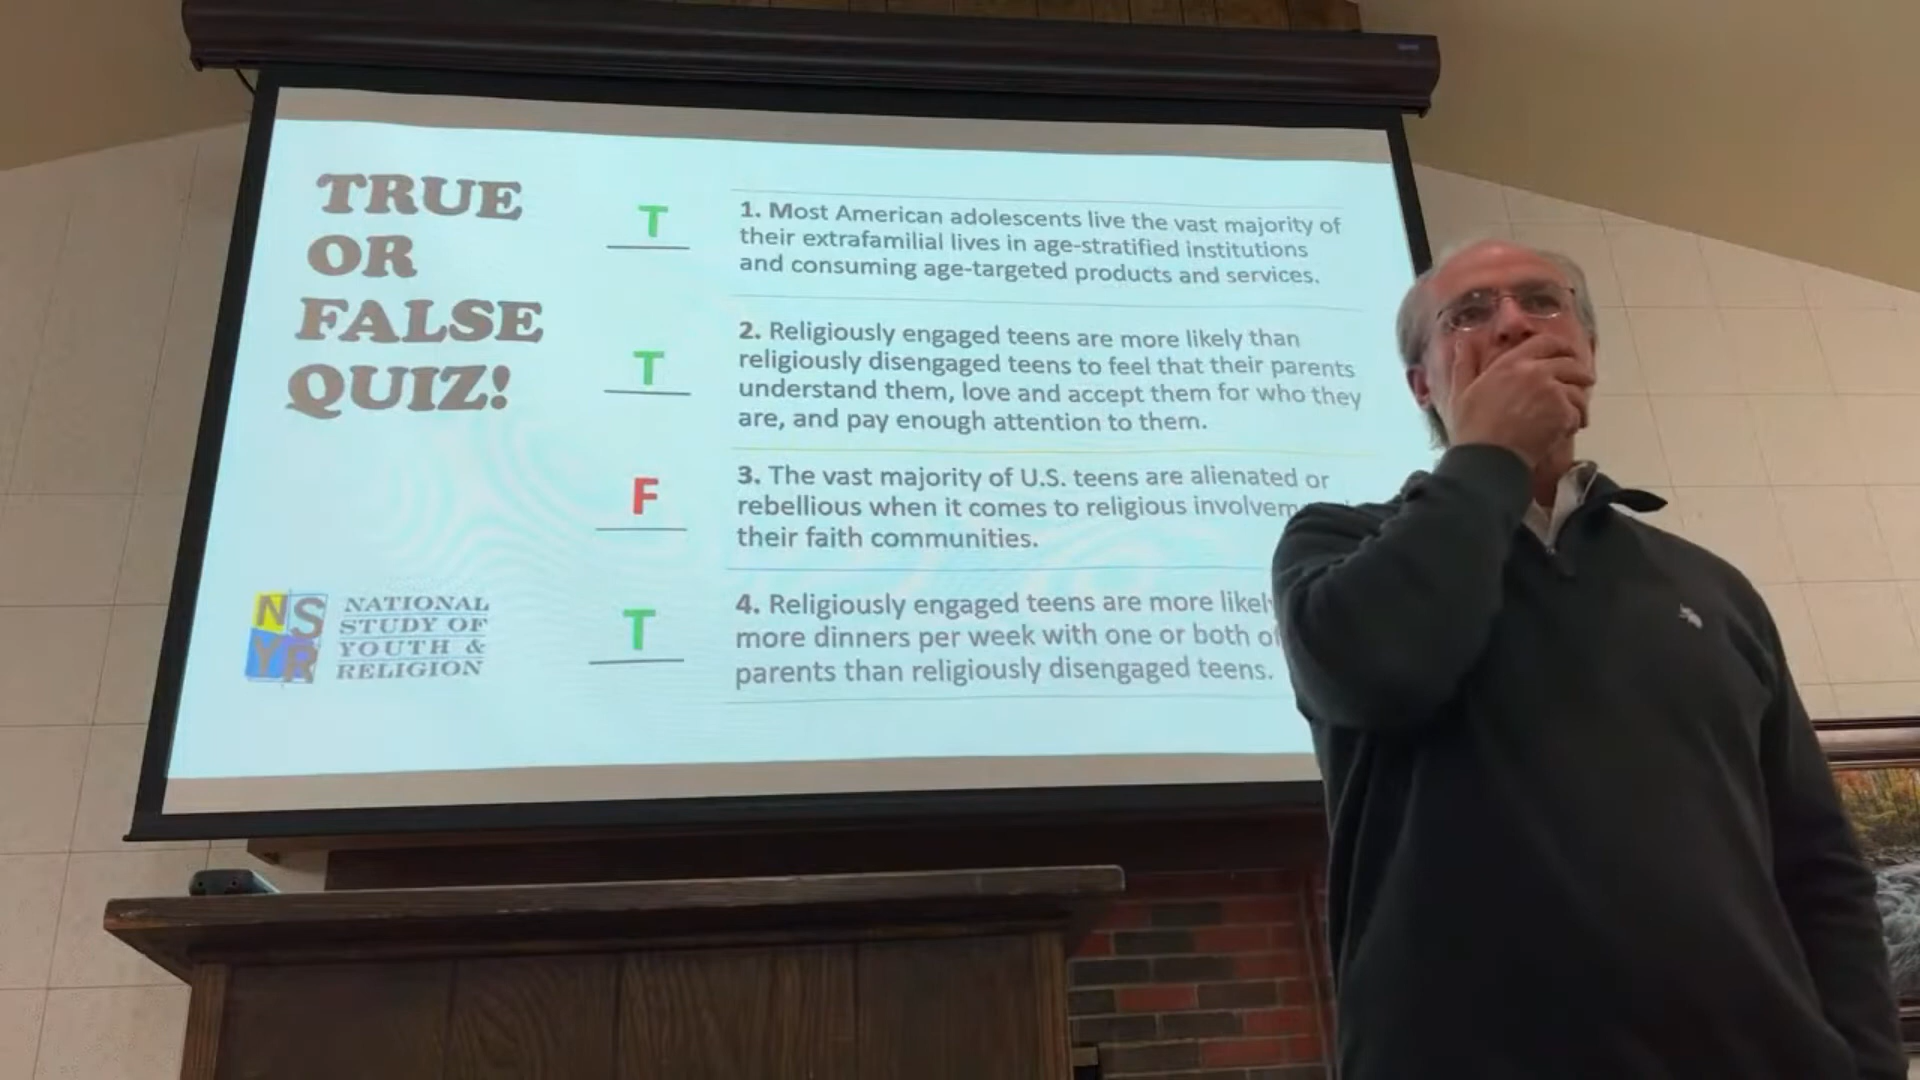 TRUE
OR
FALSE
QUIZ!
T
1. Most American adolescents live the vast majority of
their extrafamilial lives in age-stratified institutions
and consuming age-targeted products and services.
T
2. Religiously engaged teens are more likely than
religiously disengaged teens to feel that their parents
understand them, love and accept them for who they
are, and pay enough attention to them.
F
3. The vast majority of U.S. teens are alienated or
rebellious when it comes to religious involvem
their faith communities.
T
4. Religiously engaged teens are more likel
more dinners per week with one or both of
parents than religiously disengaged teens.
NS
YR
NATIONAL
STUDY OF
YOUTH &
RELIGION